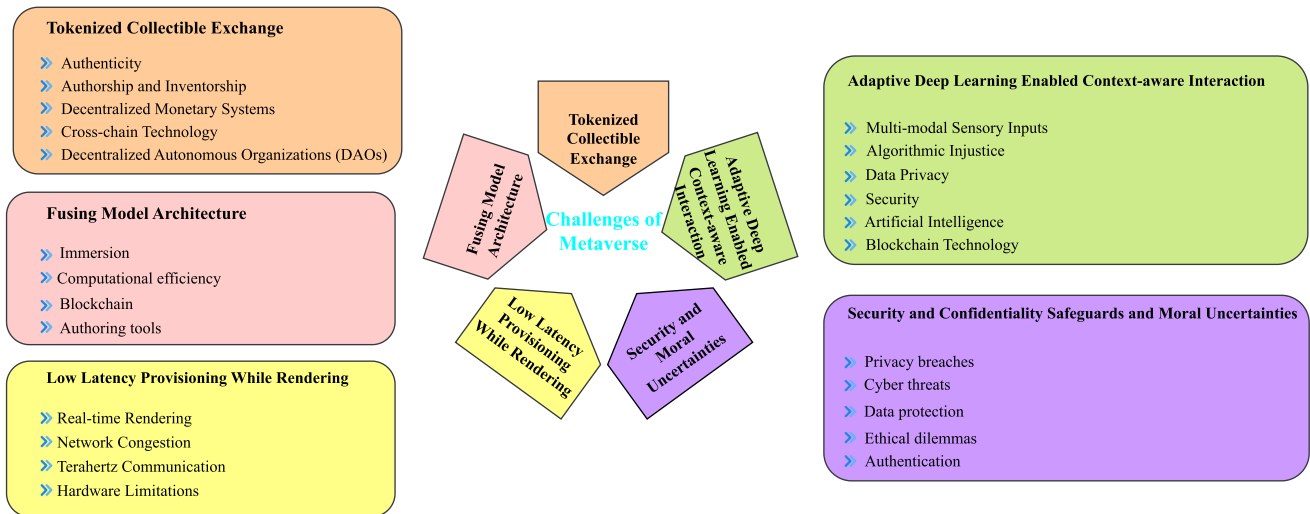 Tokenized Collectible Exchange
Authenticity
Authorship and Inventorship
Decentralized Monetary Systems
Cross-chain Technology
Decentralized Autonomous Organizations (DAOs)
Fusing Model Architecture
Immersion
Computational efficiency
Blockchain
Authoring tools
Low Latency Provisioning While Rendering
Real-time Rendering
Network Congestion
Terahertz Communication
Hardware Limitations
Tokenized
Collectible
Exchange
Fusing Model
Architecture
Challenges of
Metaverse
Adaptive Deep
Learning Enabled
Context-aware
Interaction
Low Latency
Provisioning
While Rendering
Security and
Moral
Uncertainties
Adaptive Deep Learning Enabled Context-aware Interaction
Multi-modal Sensory Inputs
Algorithmic Injustice
Data Privacy
Security
Artificial Intelligence
Blockchain Technology
Security and Confidentiality Safeguards and Moral Uncertainties
Privacy breaches
Cyber threats
Data protection
Ethical dilemmas
Authentication